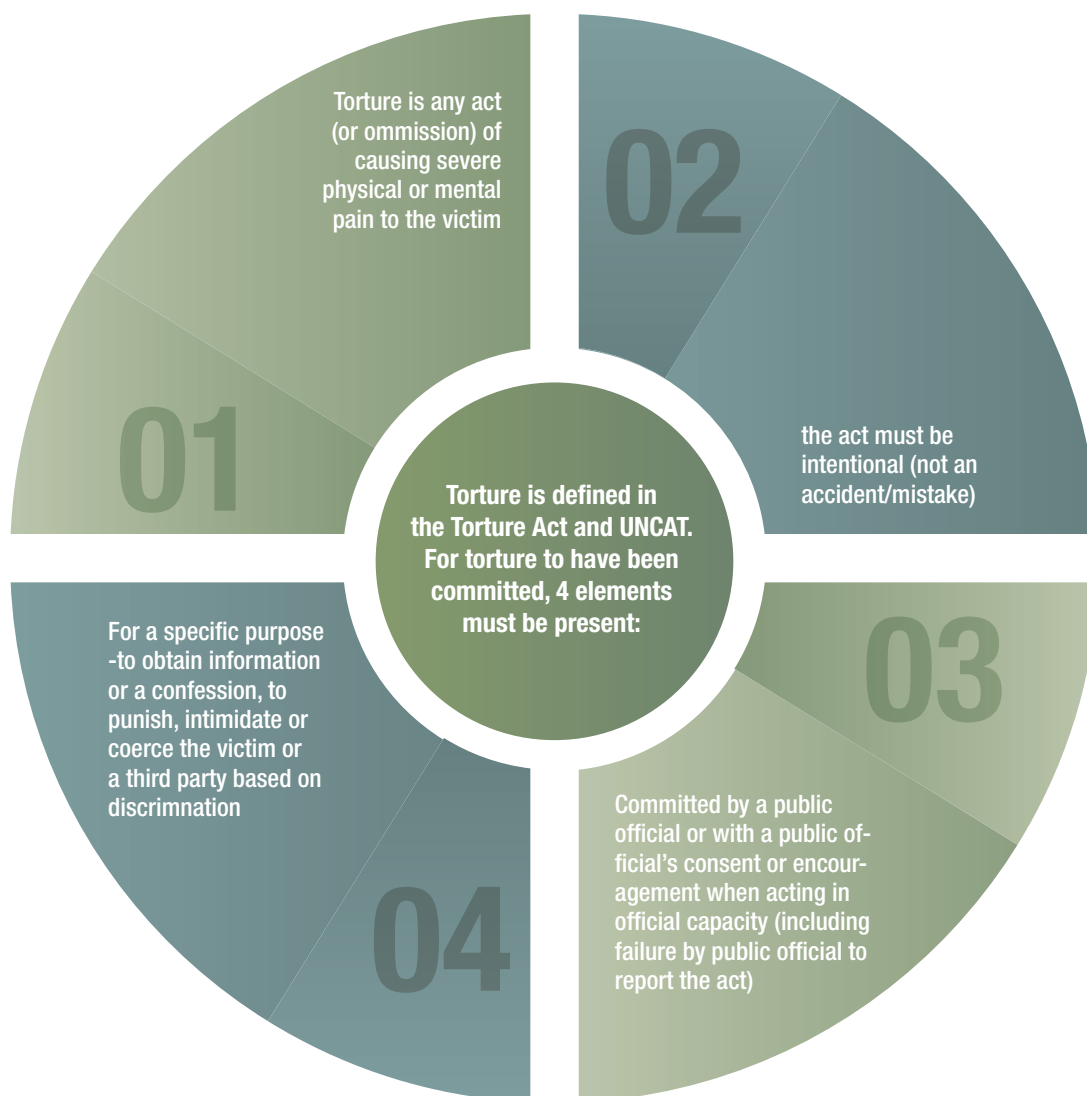 Torture is defined in
the Torture Act and UNCAT.
For torture to have been
committed, 4 elements
must be present:
01
Torture is any act
(or ommission) of
causing severe
physical or mental
pain to the victim
02
the act must be
intentional (not an
accident/mistake)
03
Committed by a public
official or with a public of-
ficial's consent or encour-
agement when acting in
official capacity (including
failure by public official to
report the act)
04
For a specific purpose
-to obtain information
or a confession, to
punish, intimidate or
coerce the victim or
a third party based on
discrimnation